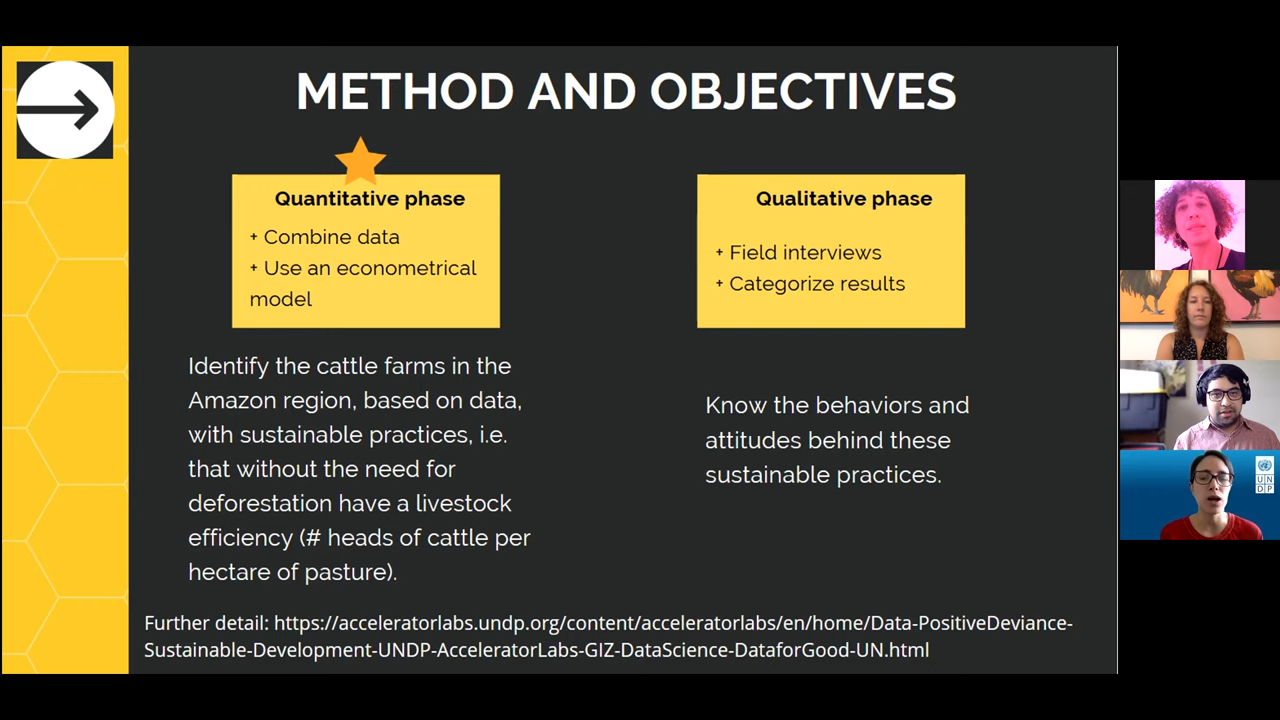 METHOD AND OBJECTIVES
Quantitative phase
+ Combine data
+ Use an econometrical
model
Identify the cattle farms in the
Amazon region, based on data,
with sustainable practices, i.e.
that without the need for
deforestation have a livestock
efficiency (# heads of cattle per
hectare of pasture).
Qualitative phase
+ Field interviews
+ Categorize results
Know the behaviors and
attitudes behind these
sustainable practices.
Further detail: https://acceleratorlabs.undp.org/content/acceleratorlabs/en/home/Data-PositiveDeviance-
Sustainable-Development-UNDP-AcceleratorLabs-GIZ-DataScience-DataforGood-UN.html
U N
D P